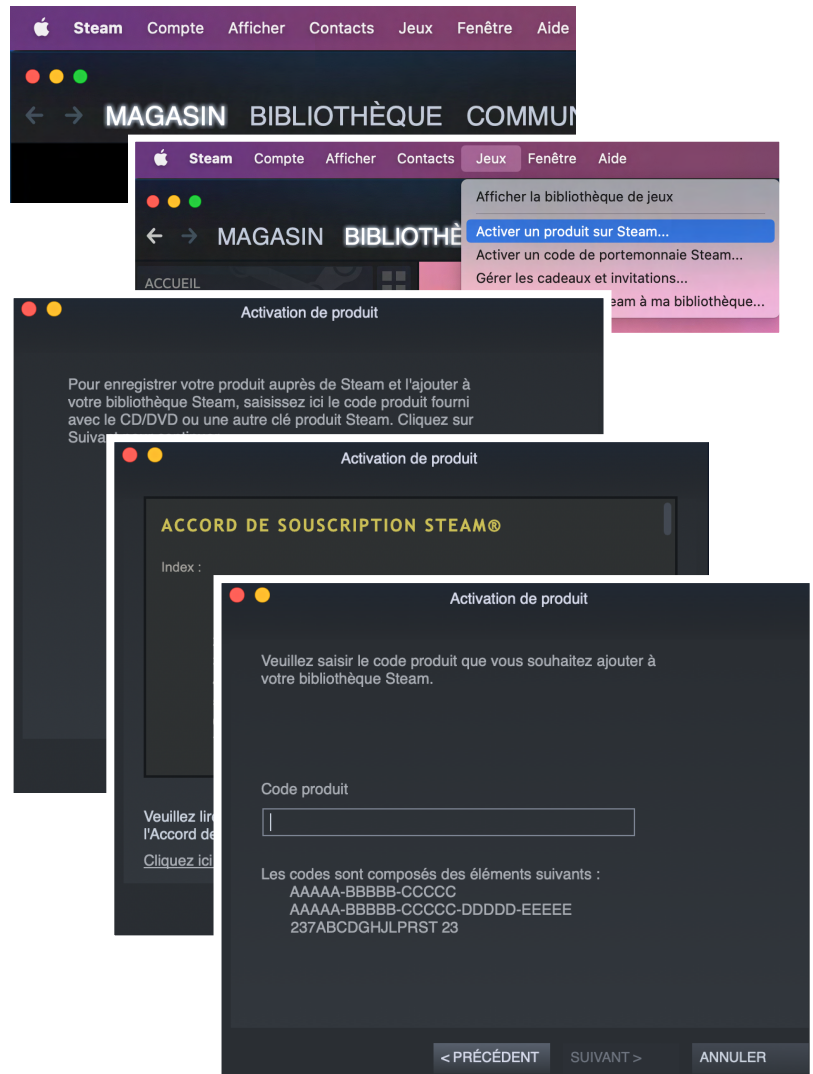 Steam Compte Afficher Contacts Jeux Fenêtre Aide
MAGASIN BIBLIOTHÈQUE
Steam Compte Afficher Contacts Jeux Fenêtre Aide
MAGASIN
ACCUEIL
Afficher la bibliothèque de jeux
Activer un produit sur Steam...
Activer un code de portemonnaie Steam...
Gérer les cadeaux et invitations...
à ma bibliothèque...
Activation de produit
Pour enregistrer votre produit auprès de Steam et l'ajouter à
votre bibliothèque Steam, saisissez ici le code produit fourni
avec le CD/DVD ou une autre clé produit Steam. Cliquez sur
Activation de produit
ACCORD DE SOUSCRIPTION STEAM®
Index :
Veuillez
l'Accord
Cliquez ici
Activation de produit
Veuillez saisir le code produit que vous souhaitez ajouter à
votre bibliothèque Steam.
Code produit
Les codes sont composés des éléments suivants :
AAAAA-BBBBB-CCCCC
AAAAA-BBBBB-CCCCC-DDDDD-EEEEE
237ABCDGHJLPRST 23
< PRÉCÉDENT SUIVANT > ANNULER